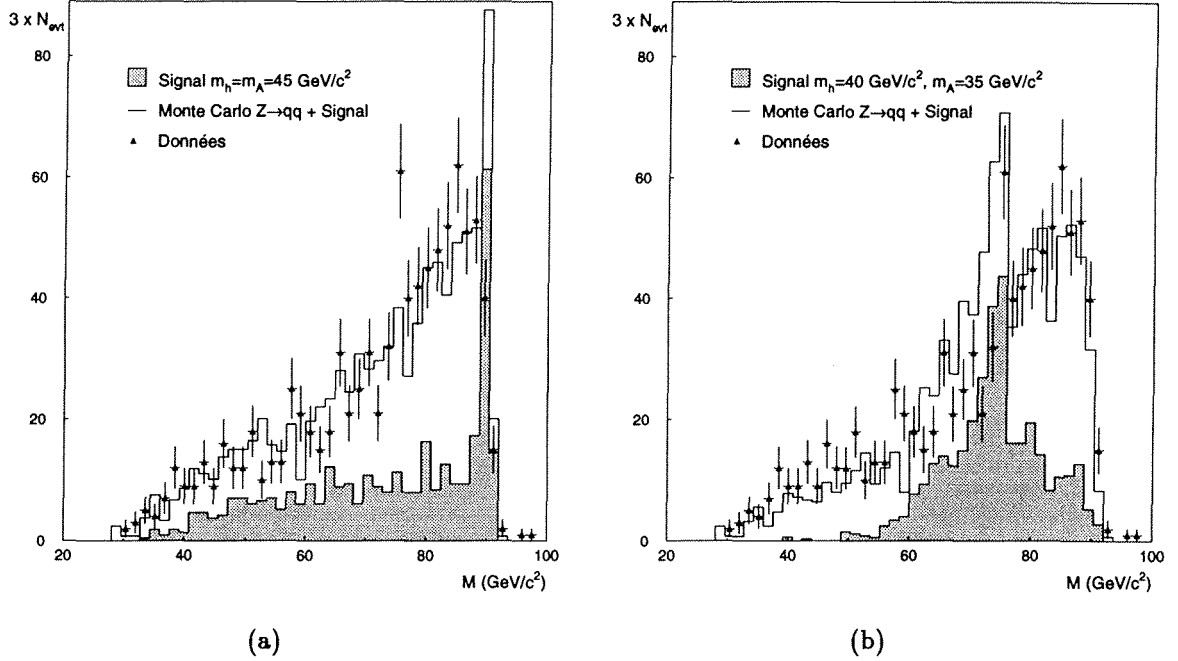 3 x N_evt
80
60
40
20
0
20 40 60 80 100
M (GeV/c²)
Signal m_h=m_A=45 GeV/c²
Monte Carlo Z→qq + Signal
Données
(a)
3 x N_evt
80
60
40
20
0
20 40 60 80 100
M (GeV/c²)
Signal m_h=40 GeV/c², m_A=35 GeV/c²
Monte Carlo Z→qq + Signal
Données
(b)